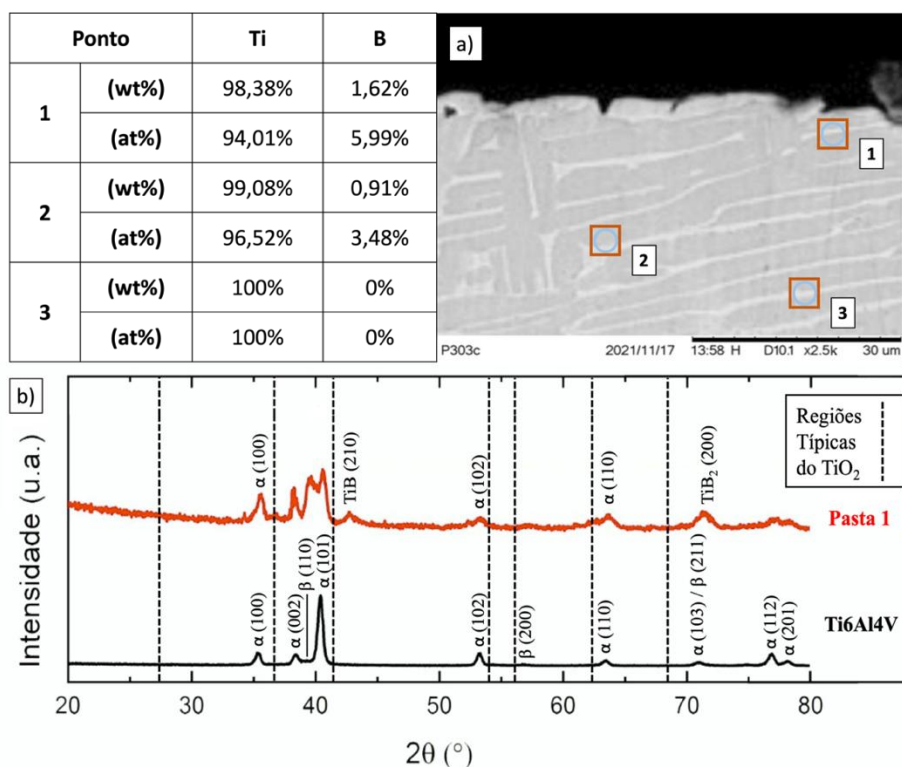 Ponto Ti B
1 (wt%) 98,38% 1,62%
(at%) 94,01% 5,99%
2 (wt%) 99,08% 0,91%
(at%) 96,52% 3,48%
3 (wt%) 100% 0%
(at%) 100% 0%
a)
1
2
3
P303c 2021/11/17 13:58 H D10.1 x2.5k 30 um
b)
Intensidade (u.a.)
α (100)
TiB (210)
α (102)
α (110)
TiB₂ (200)
Regiões
Típicas
do TiO₂
Pasta 1
α (100)
α (002)
β (110)
α (101)
α (102)
β (200)
α (110)
α (103) / β (211)
α (112)
α (201)
Ti6Al4V
20 30 40 50 60 70 80
2θ (°)